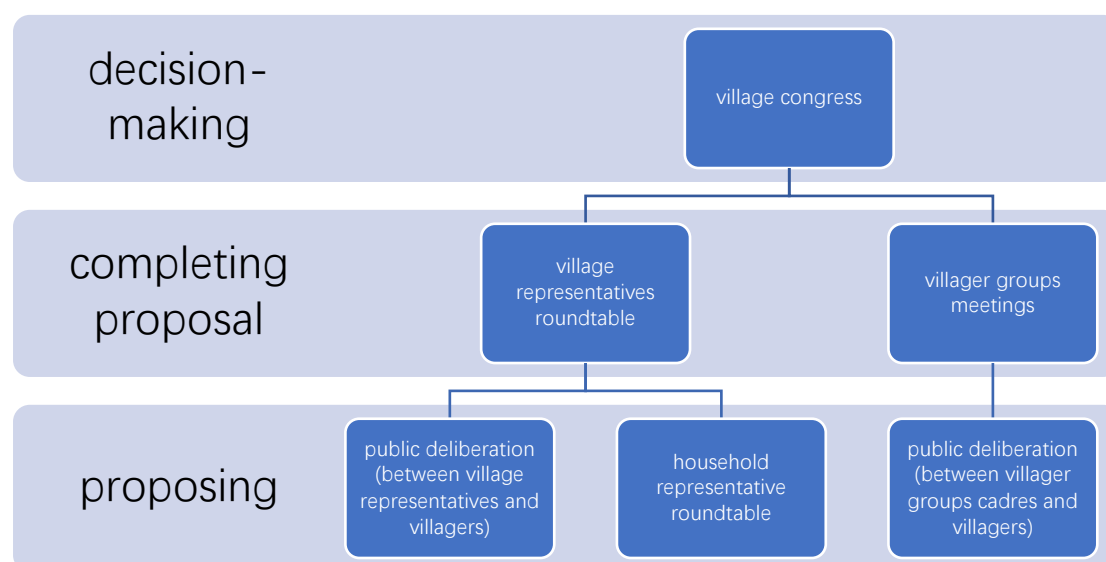 decision-
making
village congress
completing
proposal
village
representatives
roundtable
villager groups
meetings
proposing
public deliberation
(between village
representatives and
villagers)
household
representative
roundtable
public deliberation
(between villager
groups cadres and
villagers)